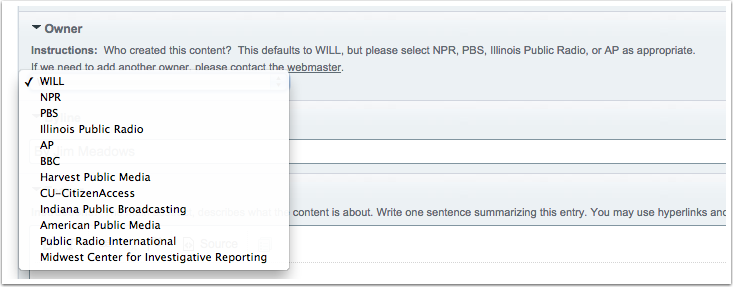 Owner
Instructions: Who created this content? This defaults to WILL, but please select NPR, PBS, Illinois Public Radio, or AP as appropriate.
If we need to add another owner, please contact the webmaster.
✓ WILL
NPR
PBS
Illinois Public Radio
AP
Meadows
BBC
Harvest Public Media
CU-CitizenAccess
Indiana Public Broadcasting
describe what the content is about. Write one sentence summarizing this entry. You may use hyperlinks and
American Public Media
Public Radio International
Source
Midwest Center for Investigative Reporting